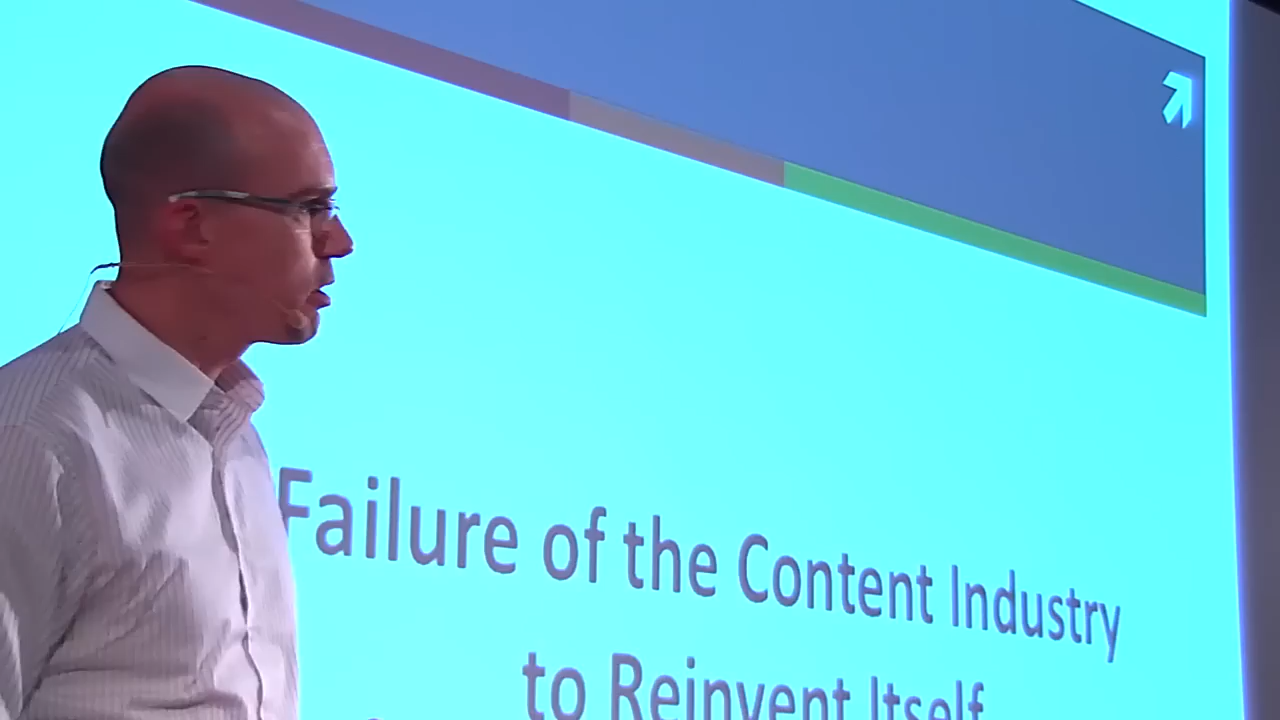 Failure of the Content Industry
to Reinvent Itself